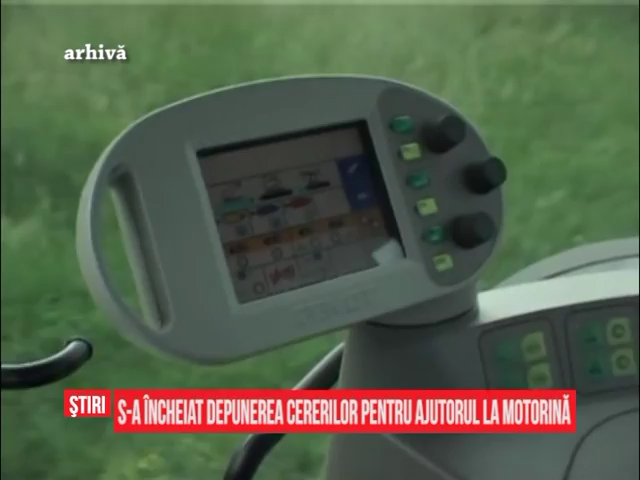 arhivă
ŞTIRI
S-A ÎNCHEIAT DEPUNEREA CERERILOR PENTRU AJUTORUL LA MOTORINĂ